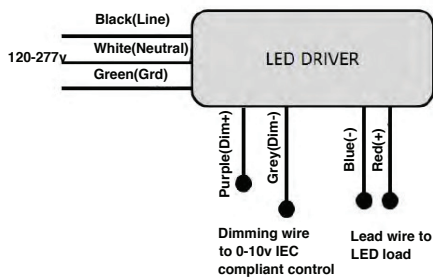 Black(Line)
White(Neutral)
120-277v
Green(Grd)
LED DRIVER
Purple(Dim+)
Grey(Dim-)
Blue(-)
Red(+)
Dimming wire
to 0-10v IEC
compliant control
Lead wire to
LED load